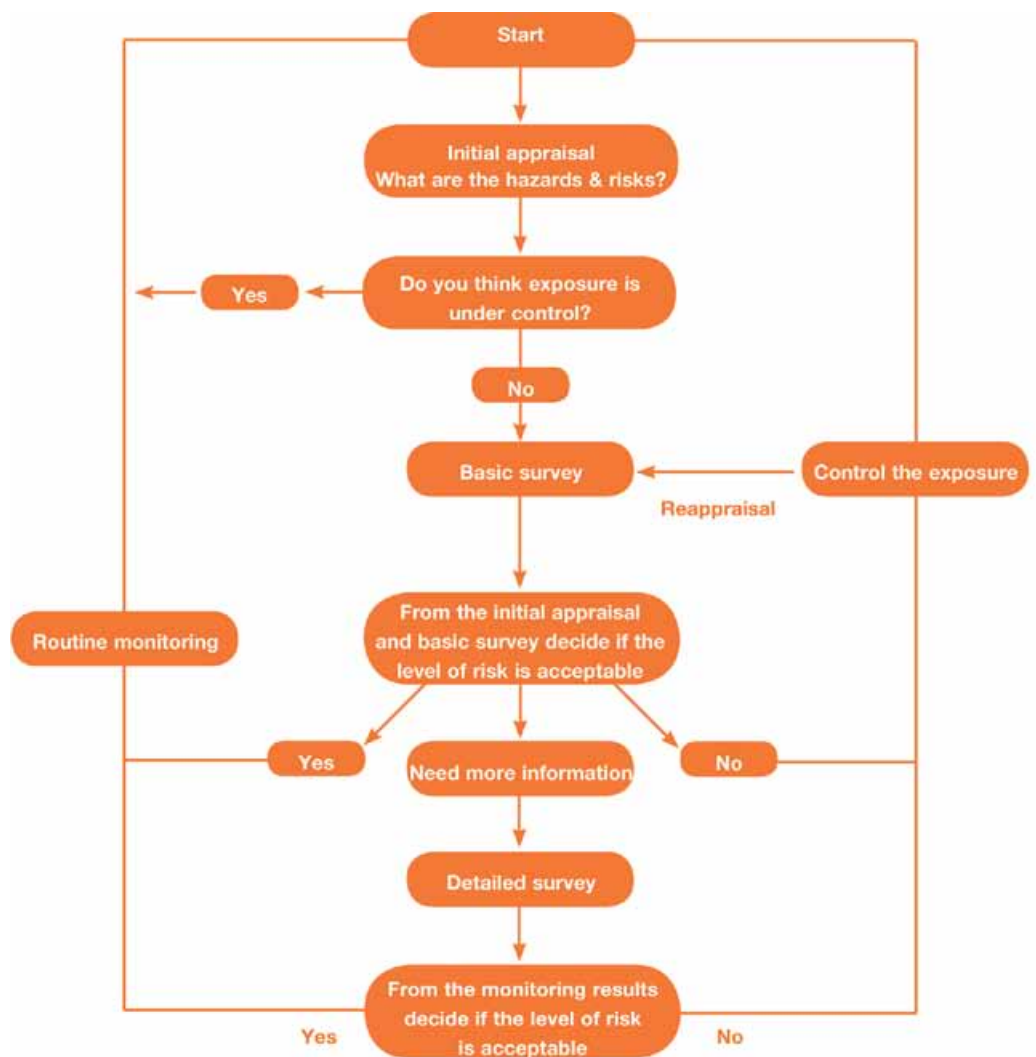 Start
Initial appraisal
What are the hazards & risks?
Yes
Do you think exposure is
under control?
No
Basic survey
Control the exposure
Reappraisal
From the initial appraisal
and basic survey decide if the
level of risk is acceptable
Routine monitoring
Yes
Need more information
No
Detailed survey
From the monitoring results
decide if the level of risk
is acceptable
Yes
No